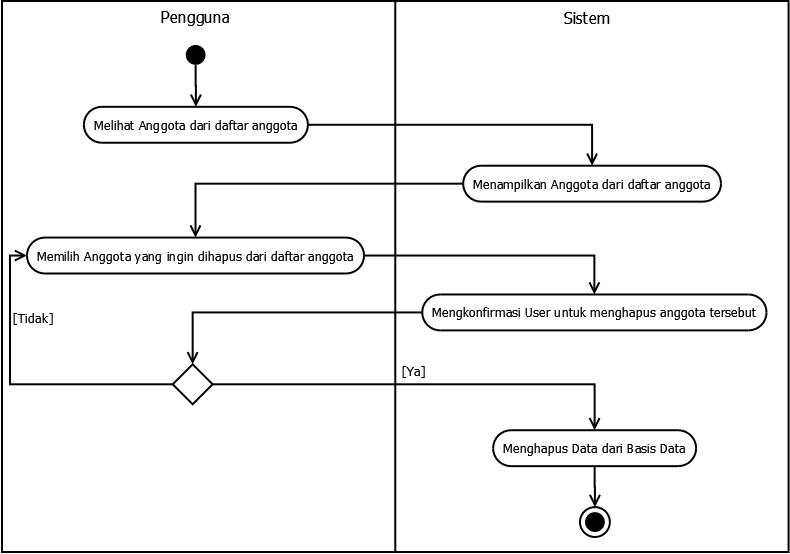 Pengguna
Sistem
Melihat Anggota dari daftar anggota
Menampilkan Anggota dari daftar anggota
Memilih Anggota yang ingin dihapus dari daftar anggota
Mengkonfirmasi User untuk menghapus anggota tersebut
[Tidak]
[Ya]
Menghapus Data dari Basis Data